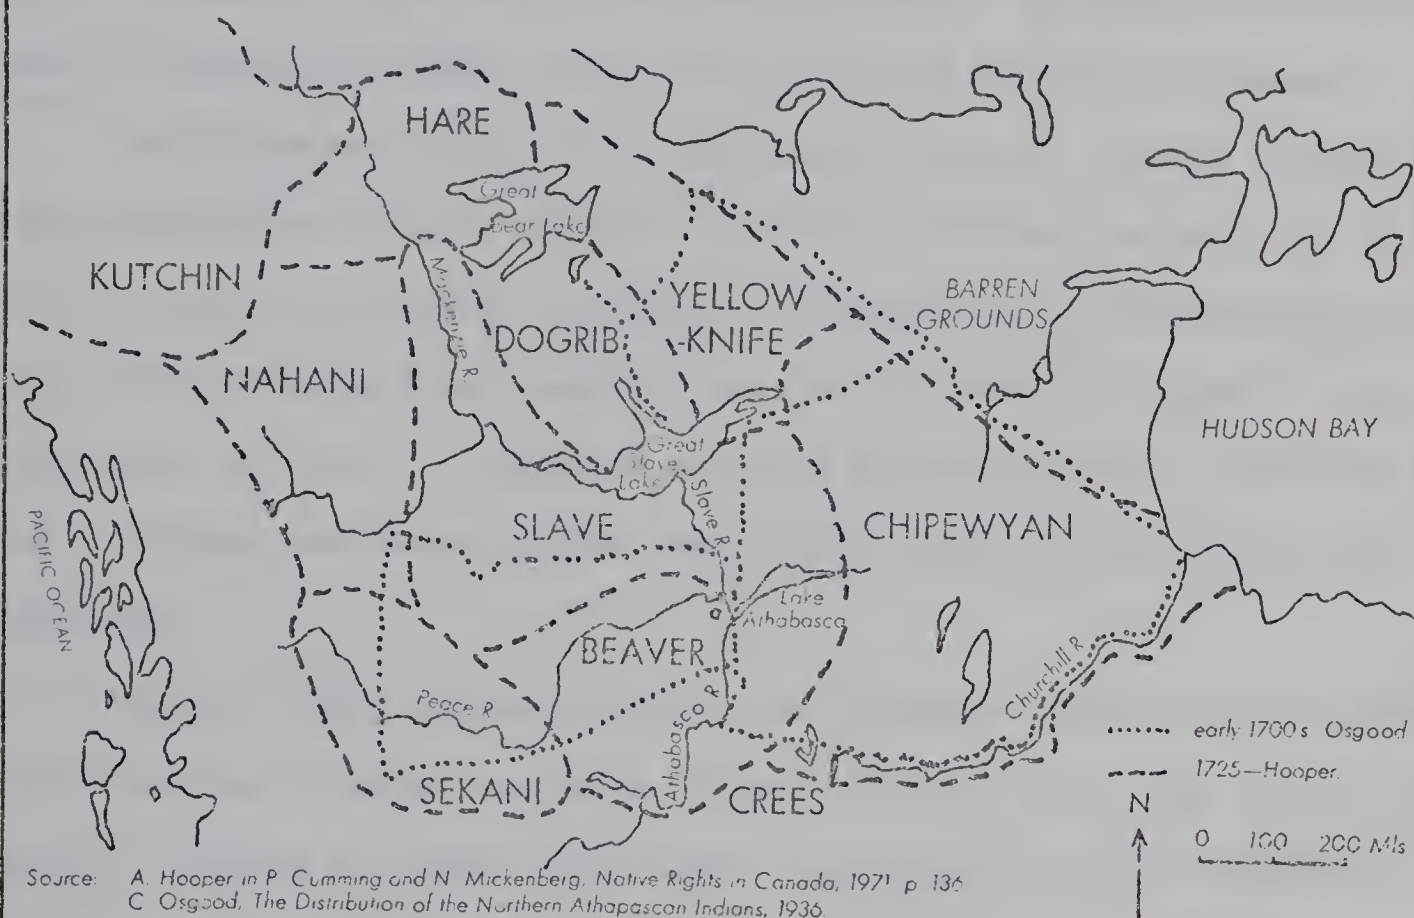 HARE
Great
Bear Lake
KUTCHIN
Mackenzie R.
YELLOW
-KNIFE
BARREN
GROUNDS
DOGRIB
NAHANI
HUDSON BAY
Great
Slave
Lake
Slave R.
PACIFIC OCEAN
SLAVE
CHIPEWYAN
Lake
Athabasca
BEAVER
Peace R
Athabasca R
Churchill R
SEKANI
CREES
early 1700s Osgood
1725—Hooper.
N
0 100 200 Mls
Source: A. Hooper in P Cumming and N Mickenberg, Native Rights in Canada, 1971 p 136
C Osgood, The Distribution of the Northern Athapascan Indians, 1936.